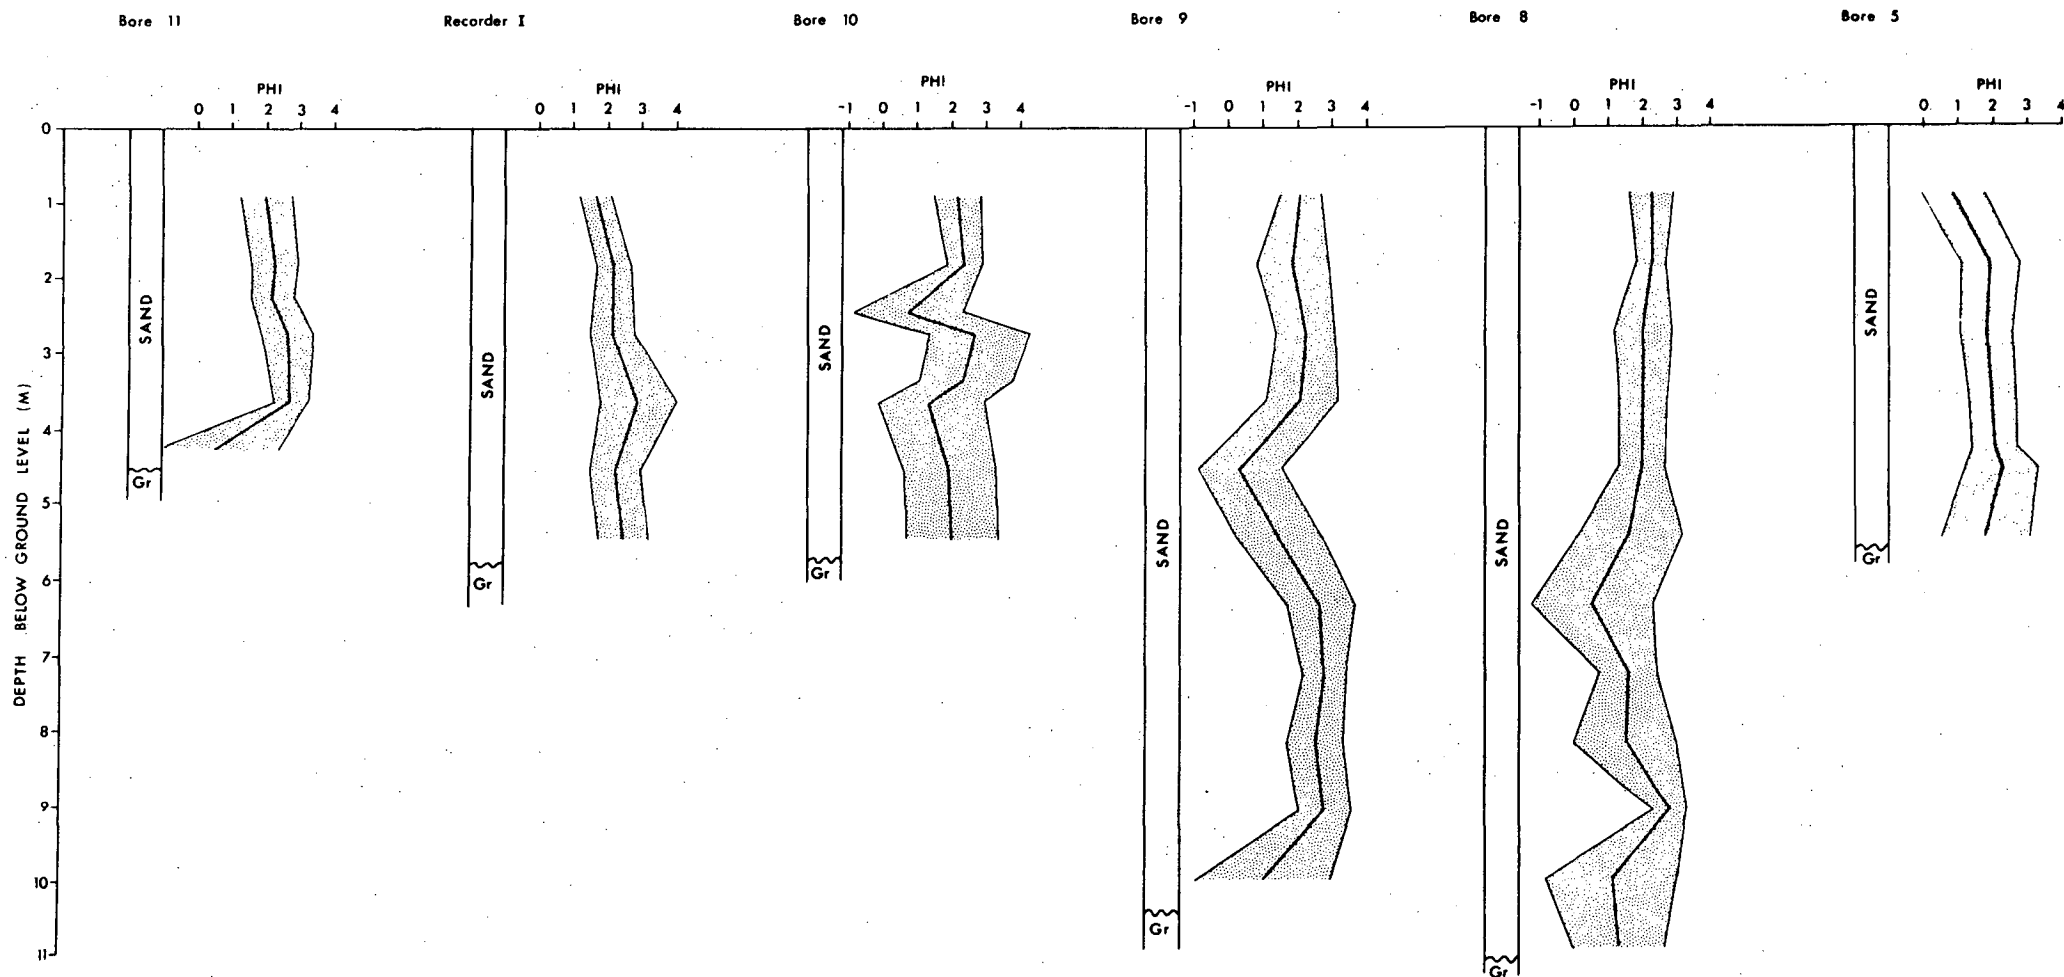 Bore 11 Recorder I Bore 10 Bore 9 Bore 8 Bore 5
PHI PHI PHI PHI PHI PHI
0 1 2 3 4 0 1 2 3 4 -1 0 1 2 3 4 -1 0 1 2 3 4 -1 0 1 2 3 4 0 1 2 3 4
0
1
2
3
4
5
6
7
8
9
10
11
DEPTH BELOW GROUND LEVEL (M)
SAND
Gr
SAND
Gr
SAND
Gr
SAND
Gr
SAND
Gr
SAND
Gr